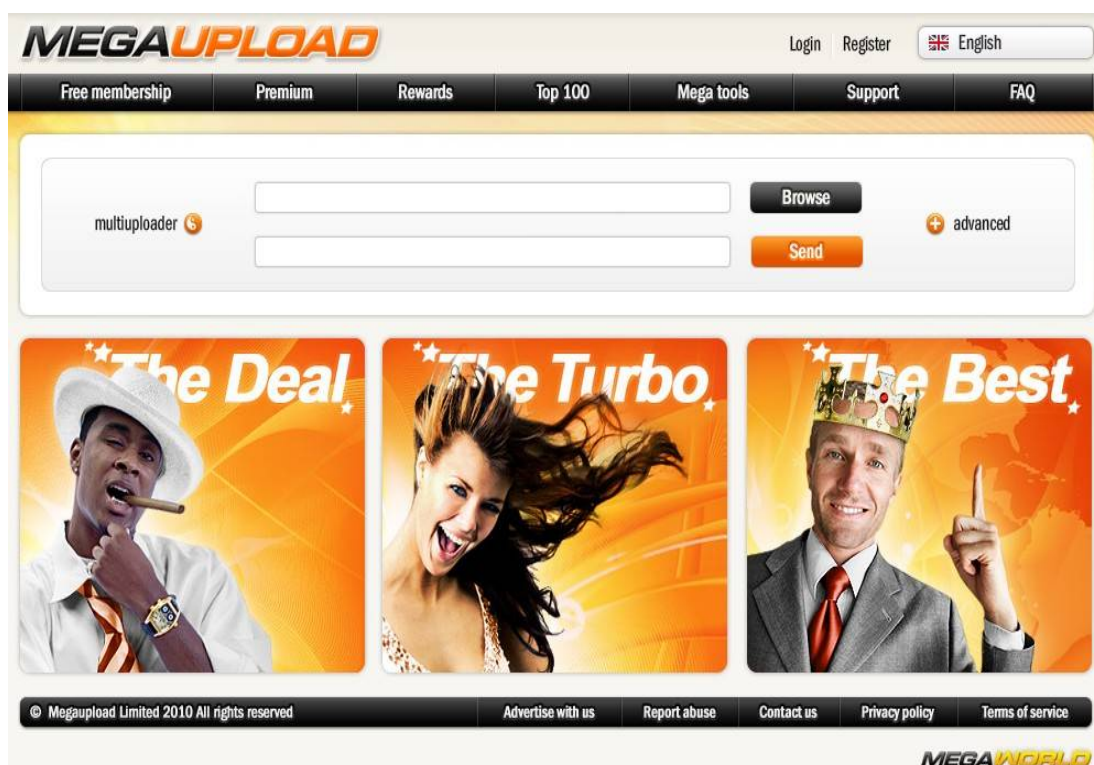 MEGAUPLOAD
Login Register English
Free membership Premium Rewards Top 100 Mega tools Support FAQ
multiuploader
Browse
Send
advanced
The Deal
The Turbo
The Best
© Megaupload Limited 2010 All rights reserved Advertise with us Report abuse Contact us Privacy policy Terms of service
MEGAWORLD